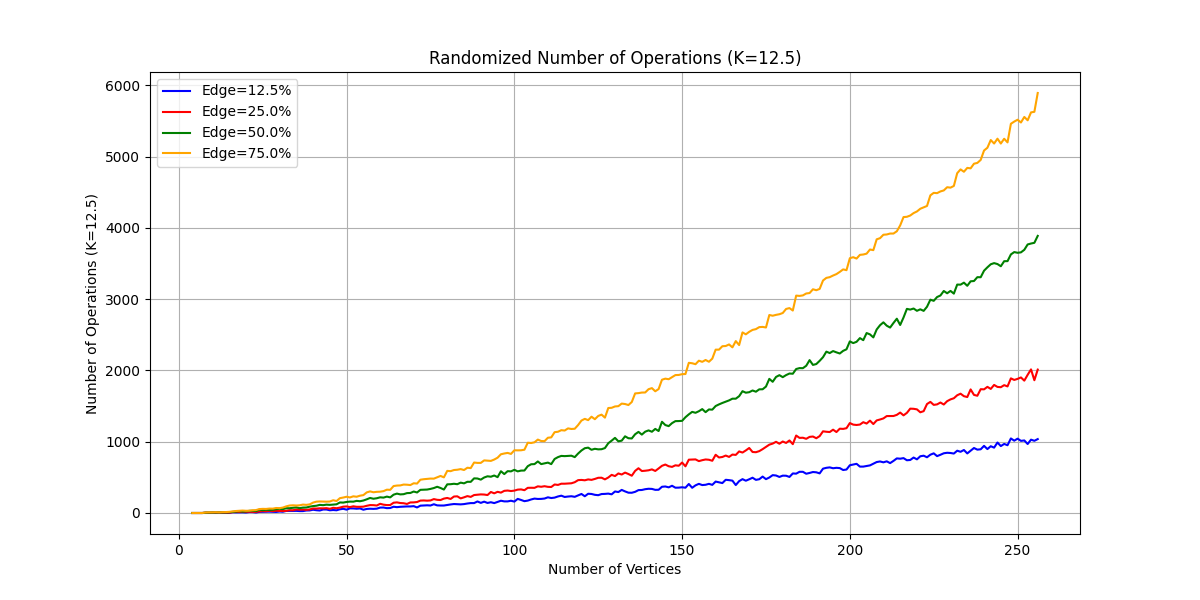 Randomized Number of Operations (K=12.5)
Edge=12.5%
Edge=25.0%
Edge=50.0%
Edge=75.0%
Number of Operations (K=12.5)
6000
5000
4000
3000
2000
1000
0
0 50 100 150 200 250
Number of Vertices